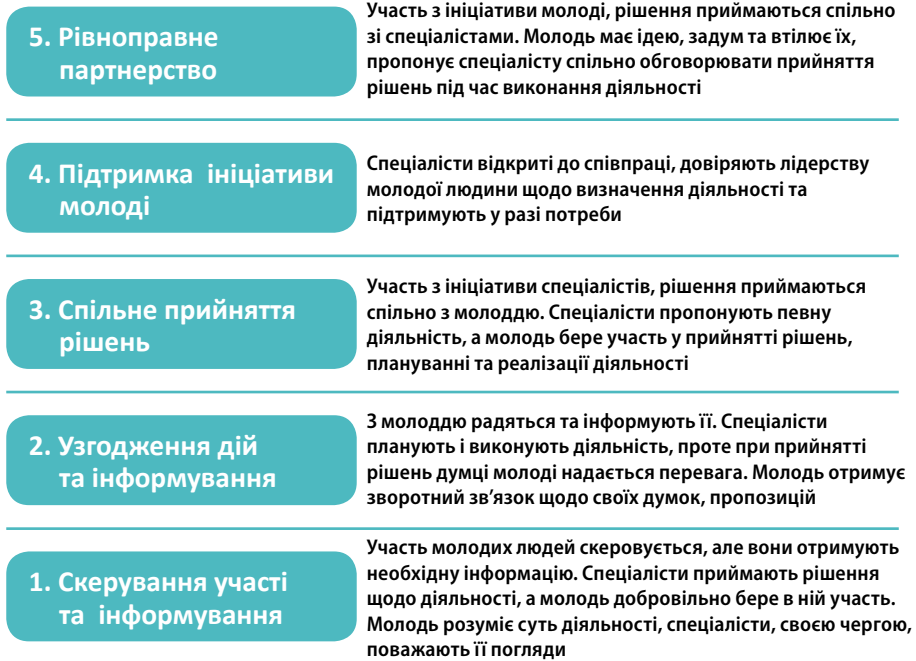 5. Рівноправне
партнерство
Участь з ініціативи молоді, рішення приймаються спільно
зі спеціалістами. Молодь має ідею, задум та втілює їх,
пропонує спеціалісту спільно обговорювати прийняття
рішень під час виконання діяльності
4. Підтримка ініціативи
молоді
Спеціалісти відкриті до співпраці, довіряють лідерству
молодої людини щодо визначення діяльності та
підтримують у разі потреби
3. Спільне прийняття
рішень
Участь з ініціативи спеціалістів, рішення приймаються
спільно з молоддю. Спеціалісти пропонують певну
діяльність, а молодь бере участь у прийнятті рішень,
плануванні та реалізації діяльності
2. Узгодження дій
та інформування
З молоддю радяться та інформують її. Спеціалісти
планують і виконують діяльність, проте при прийнятті
рішень думці молоді надається перевага. Молодь отримує
зворотний зв’язок щодо своїх думок, пропозицій
1. Скерування участі
та інформування
Участь молодих людей скеровується, але вони отримують
необхідну інформацію. Спеціалісти приймають рішення
щодо діяльності, а молодь добровільно бере в ній участь.
Молодь розуміє суть діяльності, спеціалісти, своєю чергою,
поважають її погляди